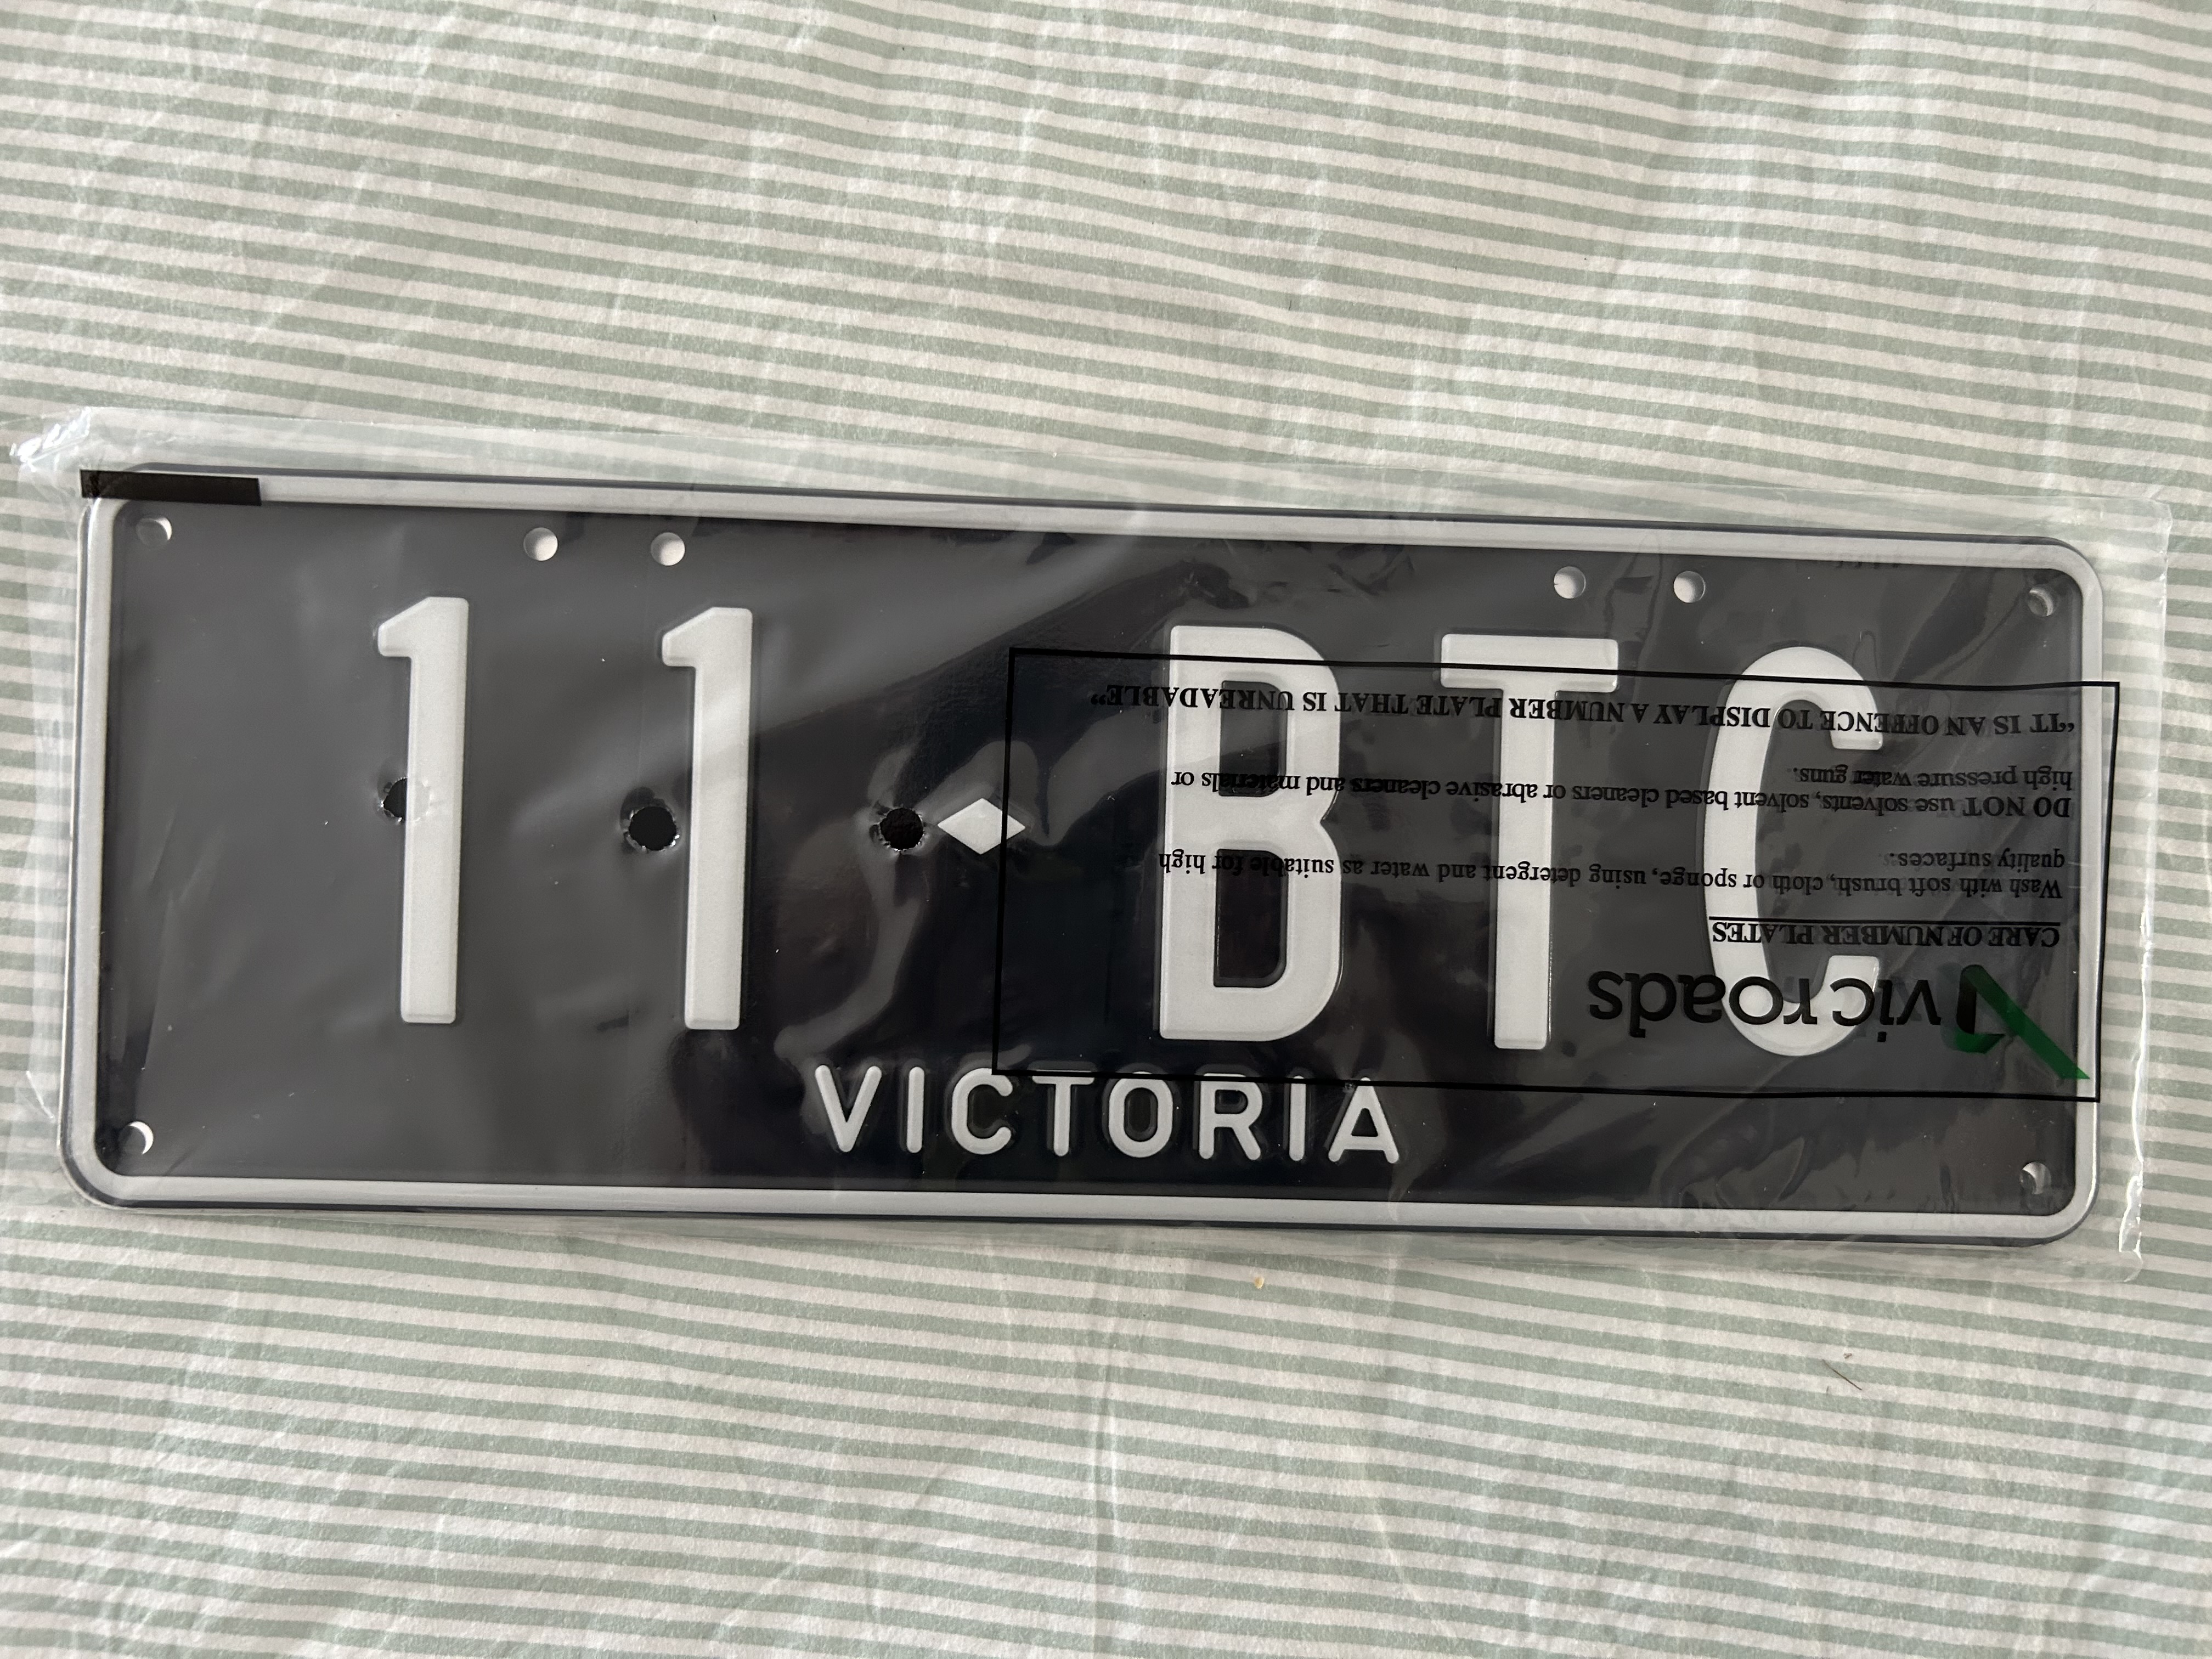 11 BTC
VICTORIA
vic roads
CARE OF NUMBER PLATES
Wash with soft brush, cloth or sponge, using detergent and water as suitable for high
quality surfaces.
DO NOT use solvents, solvent based cleaners or abrasive cleaners and materials or
high pressure water guns.
“IT IS AN OFFENCE TO DISPLAY A NUMBER PLATE THAT IS UNREADABLE”